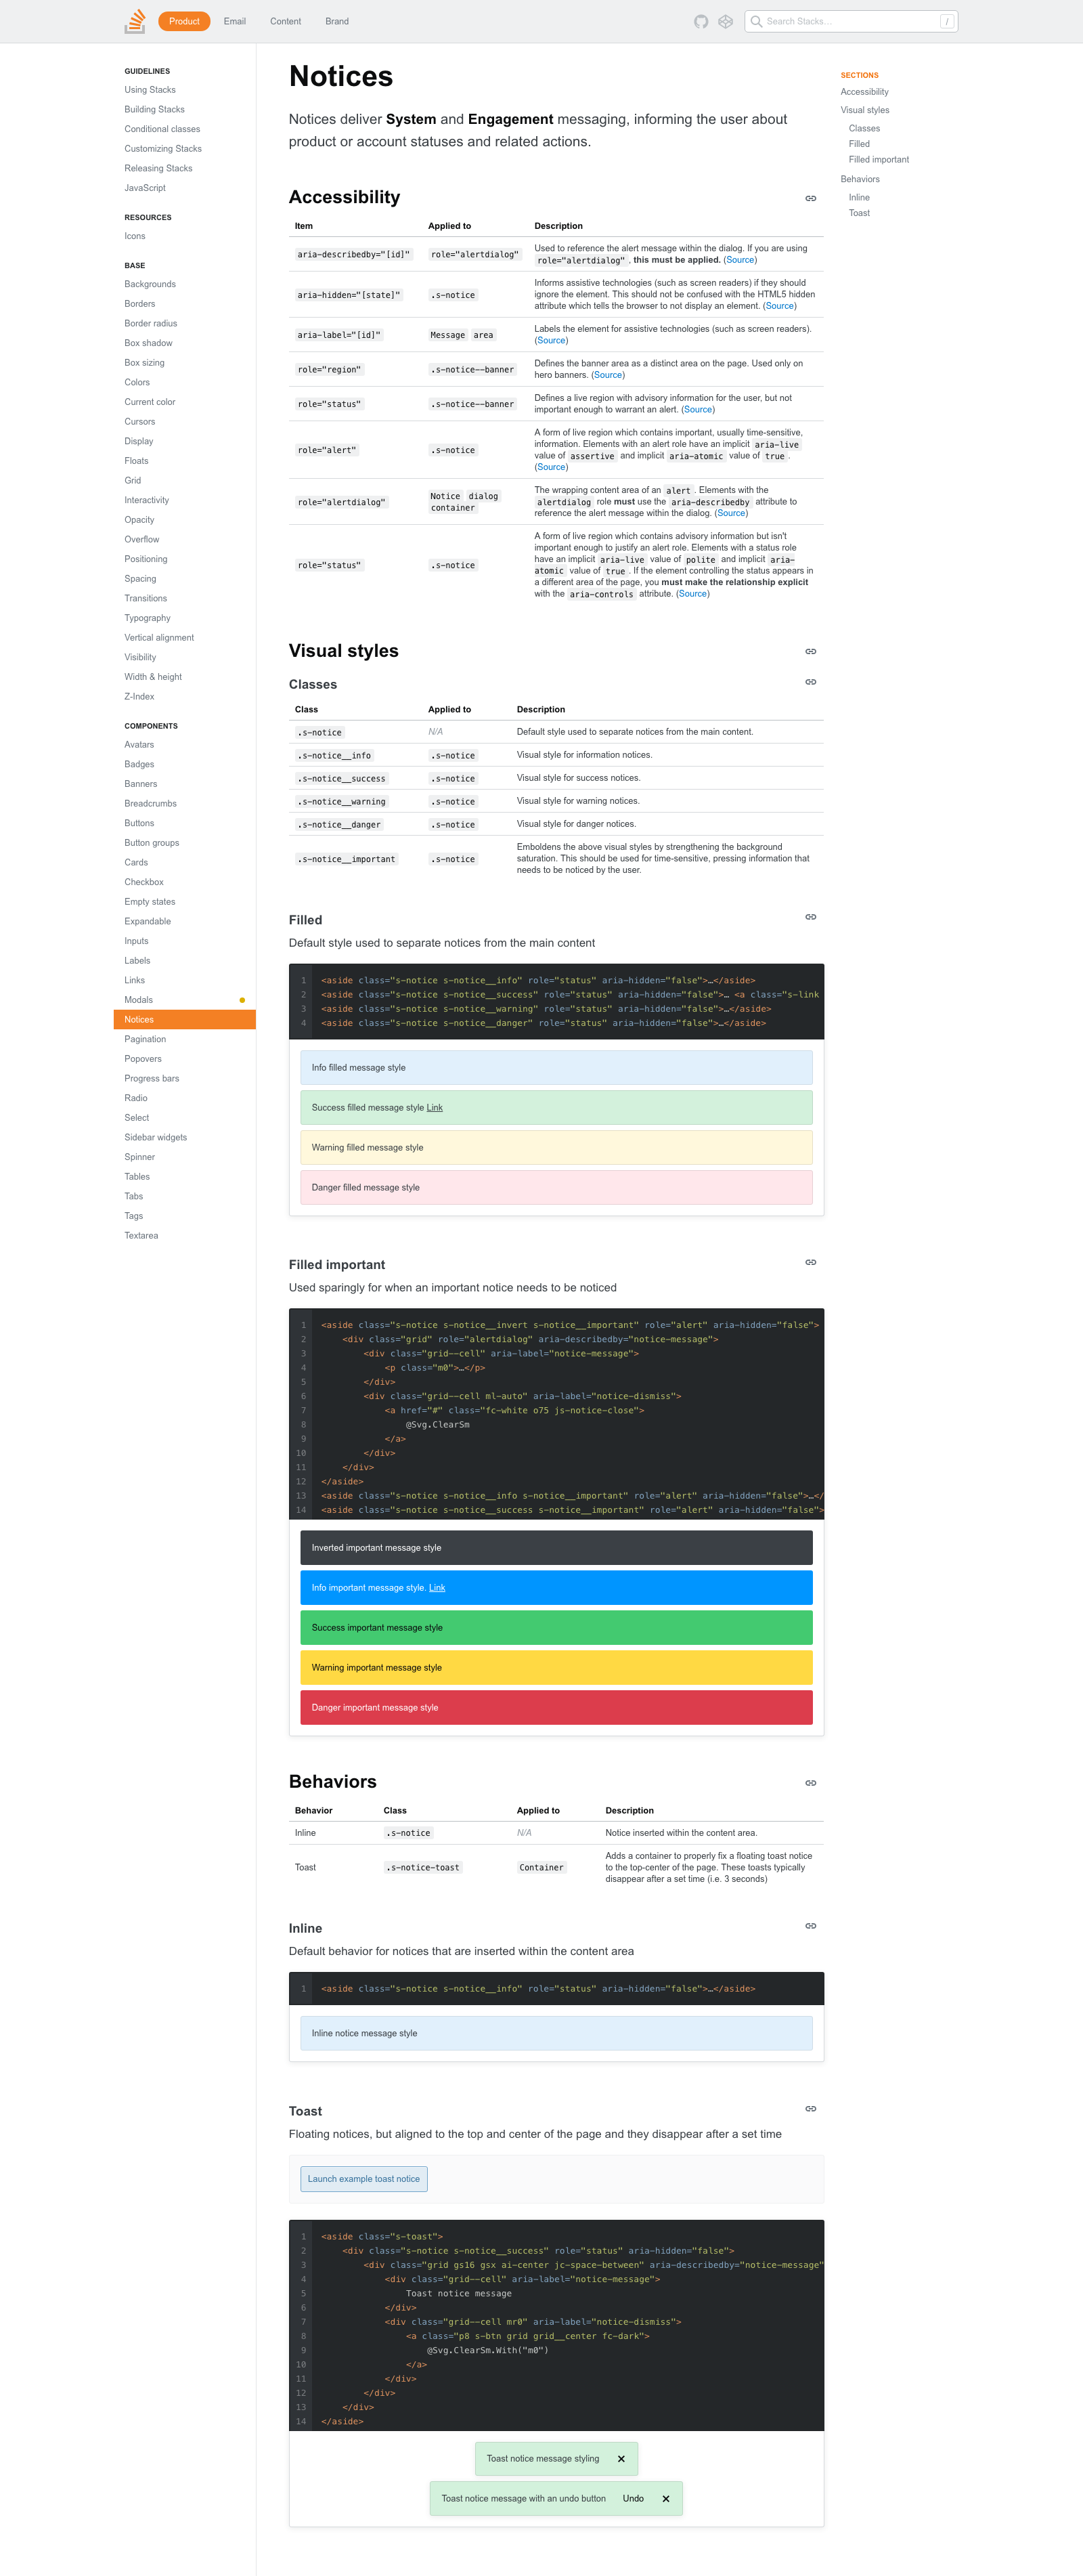 Product
Email
Content
Brand
Search Stacks…
/
GUIDELINES
Using Stacks
Building Stacks
Conditional classes
Customizing Stacks
Releasing Stacks
JavaScript
RESOURCES
Icons
BASE
Backgrounds
Borders
Border radius
Box shadow
Box sizing
Colors
Current color
Cursors
Display
Floats
Grid
Interactivity
Opacity
Overflow
Positioning
Spacing
Transitions
Typography
Vertical alignment
Visibility
Width & height
Z-Index
COMPONENTS
Avatars
Badges
Banners
Breadcrumbs
Buttons
Button groups
Cards
Checkbox
Empty states
Expandable
Inputs
Labels
Links
Modals
Notices
Pagination
Popovers
Progress bars
Radio
Select
Sidebar widgets
Spinner
Tables
Tabs
Tags
Textarea
Notices
Notices deliver System and Engagement messaging, informing the user about
product or account statuses and related actions.
Accessibility
Item Applied to Description
aria-describedby="[id]" role="alertdialog" Used to reference the alert message within the dialog. If you are using
role="alertdialog", this must be applied. (Source)
aria-hidden="[state]" .s-notice Informs assistive technologies (such as screen readers) if they should
ignore the element. This should not be confused with the HTML5 hidden
attribute which tells the browser to not display an element. (Source)
aria-label="[id]" Message area Labels the element for assistive technologies (such as screen readers).
(Source)
role="region" .s-notice--banner Defines the banner area as a distinct area on the page. Used only on
hero banners. (Source)
role="status" .s-notice--banner Defines a live region with advisory information for the user, but not
important enough to warrant an alert. (Source)
role="alert" .s-notice A form of live region which contains important, usually time-sensitive,
information. Elements with an alert role have an implicit aria-live
value of assertive and implicit aria-atomic value of true.
(Source)
role="alertdialog" Notice dialog container The wrapping content area of an alert. Elements with the
alertdialog role must use the aria-describedby attribute to
reference the alert message within the dialog. (Source)
role="status" .s-notice A form of live region which contains advisory information but isn't
important enough to justify an alert role. Elements with a status role
have an implicit aria-live value of polite and implicit aria-
atomic value of true. If the element controlling the status appears in
a different area of the page, you must make the relationship explicit
with the aria-controls attribute. (Source)
Visual styles
Classes
Class Applied to Description
.s-notice N/A Default style used to separate notices from the main content.
.s-notice__info .s-notice Visual style for information notices.
.s-notice__success .s-notice Visual style for success notices.
.s-notice__warning .s-notice Visual style for warning notices.
.s-notice__danger .s-notice Visual style for danger notices.
.s-notice__important .s-notice Emboldens the above visual styles by strengthening the background
saturation. This should be used for time-sensitive, pressing information that
needs to be noticed by the user.
Filled
Default style used to separate notices from the main content
1 <aside class="s-notice s-notice__info" role="status" aria-hidden="false">…</aside>
2 <aside class="s-notice s-notice__success" role="status" aria-hidden="false">… <a class="s-link
3 <aside class="s-notice s-notice__warning" role="status" aria-hidden="false">…</aside>
4 <aside class="s-notice s-notice__danger" role="status" aria-hidden="false">…</aside>
Info filled message style
Success filled message style Link
Warning filled message style
Danger filled message style
Filled important
Used sparingly for when an important notice needs to be noticed
1 <aside class="s-notice s-notice__invert s-notice__important" role="alert" aria-hidden="false">
2 <div class="grid" role="alertdialog" aria-describedby="notice-message">
3 <div class="grid--cell" aria-label="notice-message">
4 <p class="m0">…</p>
5 </div>
6 <div class="grid--cell ml-auto" aria-label="notice-dismiss">
7 <a href="#" class="fc-white o75 js-notice-close">
8 @Svg.ClearSm
9 </a>
10 </div>
11 </div>
12 </aside>
13 <aside class="s-notice s-notice__info s-notice__important" role="alert" aria-hidden="false">…</
14 <aside class="s-notice s-notice__success s-notice__important" role="alert" aria-hidden="false">
Inverted important message style
Info important message style. Link
Success important message style
Warning important message style
Danger important message style
Behaviors
Behavior Class Applied to Description
Inline .s-notice N/A Notice inserted within the content area.
Toast .s-notice-toast Container Adds a container to properly fix a floating toast notice
to the top-center of the page. These toasts typically
disappear after a set time (i.e. 3 seconds)
Inline
Default behavior for notices that are inserted within the content area
1 <aside class="s-notice s-notice__info" role="status" aria-hidden="false">…</aside>
Inline notice message style
Toast
Floating notices, but aligned to the top and center of the page and they disappear after a set time
Launch example toast notice
1 <aside class="s-toast">
2 <div class="s-notice s-notice__success" role="status" aria-hidden="false">
3 <div class="grid gs16 gsx ai-center jc-space-between" aria-describedby="notice-message"
4 <div class="grid--cell" aria-label="notice-message">
5 Toast notice message
6 </div>
7 <div class="grid--cell mr0" aria-label="notice-dismiss">
8 <a class="p8 s-btn grid grid__center fc-dark">
9 @Svg.ClearSm.With("m0")
10 </a>
11 </div>
12 </div>
13 </div>
14 </aside>
Toast notice message styling
Toast notice message with an undo button Undo
SECTIONS
Accessibility
Visual styles
Classes
Filled
Filled important
Behaviors
Inline
Toast